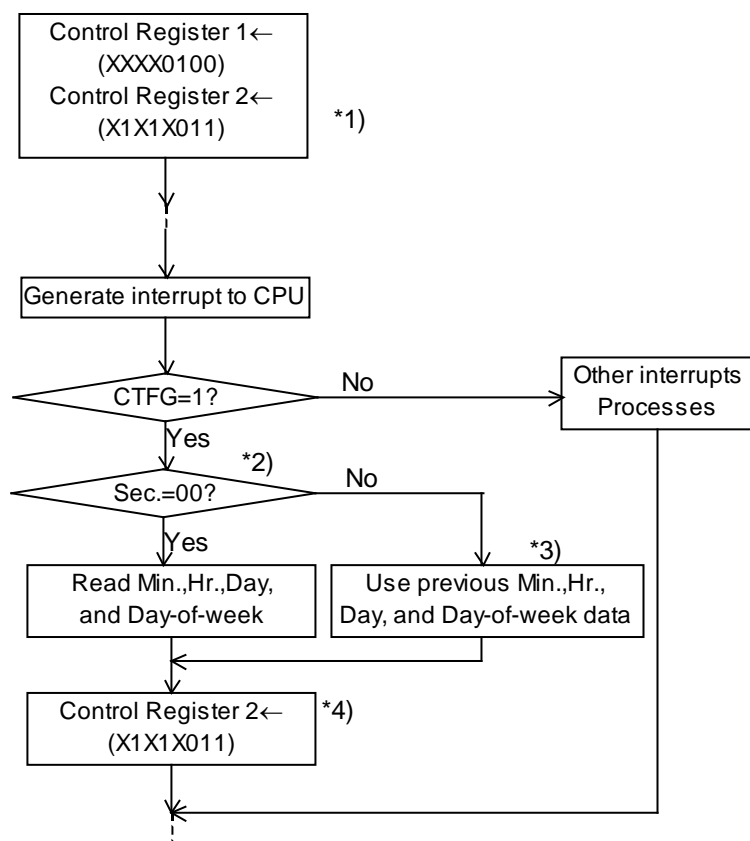 Control Register 1←
(XXXX0100)
Control Register 2←
(X1X1X011)
*1)
Generate interrupt to CPU
CTFG=1?
No
Other interrupts
Processes
Yes
*2)
Sec.=00?
No
Yes
*3)
Read Min.,Hr.,Day,
and Day-of-week
Use previous Min.,Hr.,
Day, and Day-of-week data
Control Register 2←
(X1X1X011)
*4)